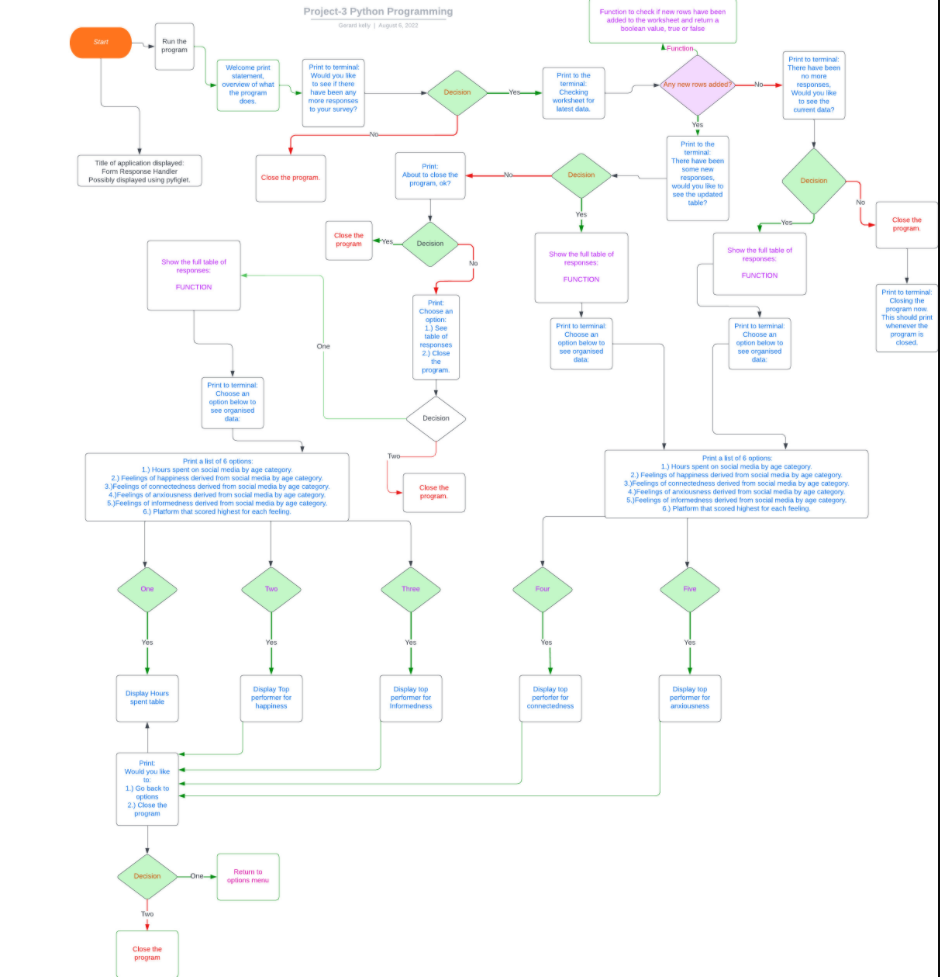 Project-3 Python Programming
Gerard kelly | August 6, 2022
Function to check if new rows have been
added to the worksheet and return a
boolean value, true or false
Function
Start
Run the
program
Welcome print
statement,
overview of what
the program
does.
Print to terminal:
Would you like
to see if there
have been any
more responses
to your survey?
Decision
Yes
Print to the
terminal:
Checking
worksheet for
latest data.
Any new rows added?
No
Print to terminal:
There have
been no
more
responses,
Would you like
to see the
current data?
No
Yes
Title of application displayed:
Form Response Handler
Possibly displayed using pyfiglet.
Close the program.
Print:
About to close the
program, ok?
No
Decision
Print to the
terminal:
There have been
some new
responses,
would you like to
see the updated
table?
Decision
No
Close the
program.
Yes
Yes
Close the
program
Yes
Decision
No
Show the full table of
responses:
FUNCTION
Show the full table of
responses:
FUNCTION
Show the full table of
responses:
FUNCTION
Print to terminal:
Closing the
program now.
This should print
whenever the
program is
closed.
Print:
Choose an
option:
1.) See
table of
responses
2.) Close
the
program.
Print to terminal:
Choose an
option below to
see organised
data:
Print to terminal:
Choose an
option below to
see organised
data:
One
Print to terminal:
Choose an
option below to
see organised
data:
Decision
Two
Close the
program.
Print a list of 6 options:
1.) Hours spent on social media by age category.
2.) Feelings of happiness derived from social media by age category.
3.)Feelings of connectedness derived from social media by age category.
4.)Feelings of anxiousness derived from social media by age category.
5.)Feelings of informedness derived from social media by age category.
6.) Platform that scored highest for each feeling.
Print a list of 6 options:
1.) Hours spent on social media by age category.
2.) Feelings of happiness derived from social media by age category.
3.)Feelings of connectedness derived from social media by age category.
4.)Feelings of anxiousness derived from social media by age category.
5.)Feelings of informedness derived from social media by age category.
6.) Platform that scored highest for each feeling.
One
Two
Three
Four
Five
Yes
Yes
Yes
Yes
Yes
Display Hours
spent table
Display Top
performer for
happiness
Display top
performer for
Informedness
Display top
perforfer for
connectedness
Display top
performer for
anxiousness
Print:
Would you like
to:
1.) Go back to
options
2.) Close the
program
Decision
One
Return to
options menu
Two
Close the
program